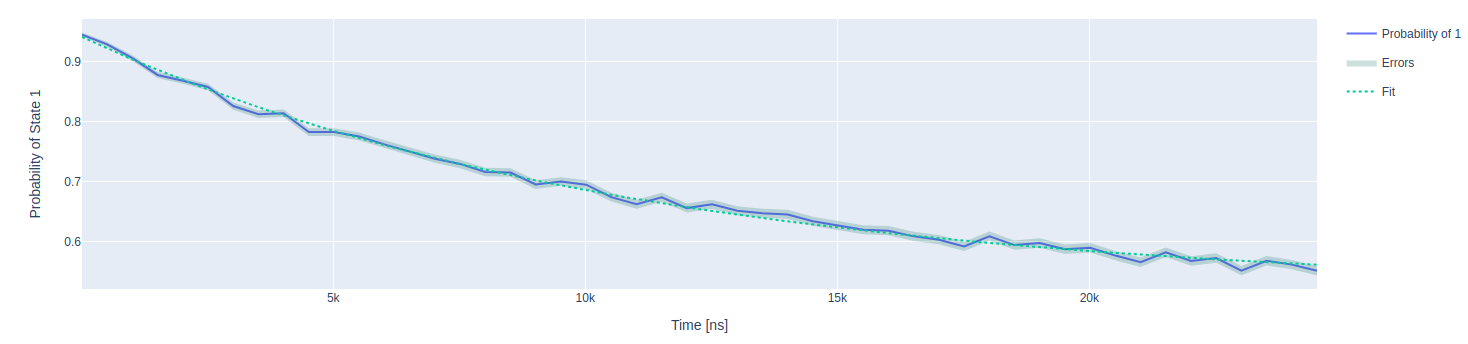 Probability of State 1
0.9
0.8
0.7
0.6
5k
10k
15k
20k
Time [ns]
Probability of 1
Errors
Fit